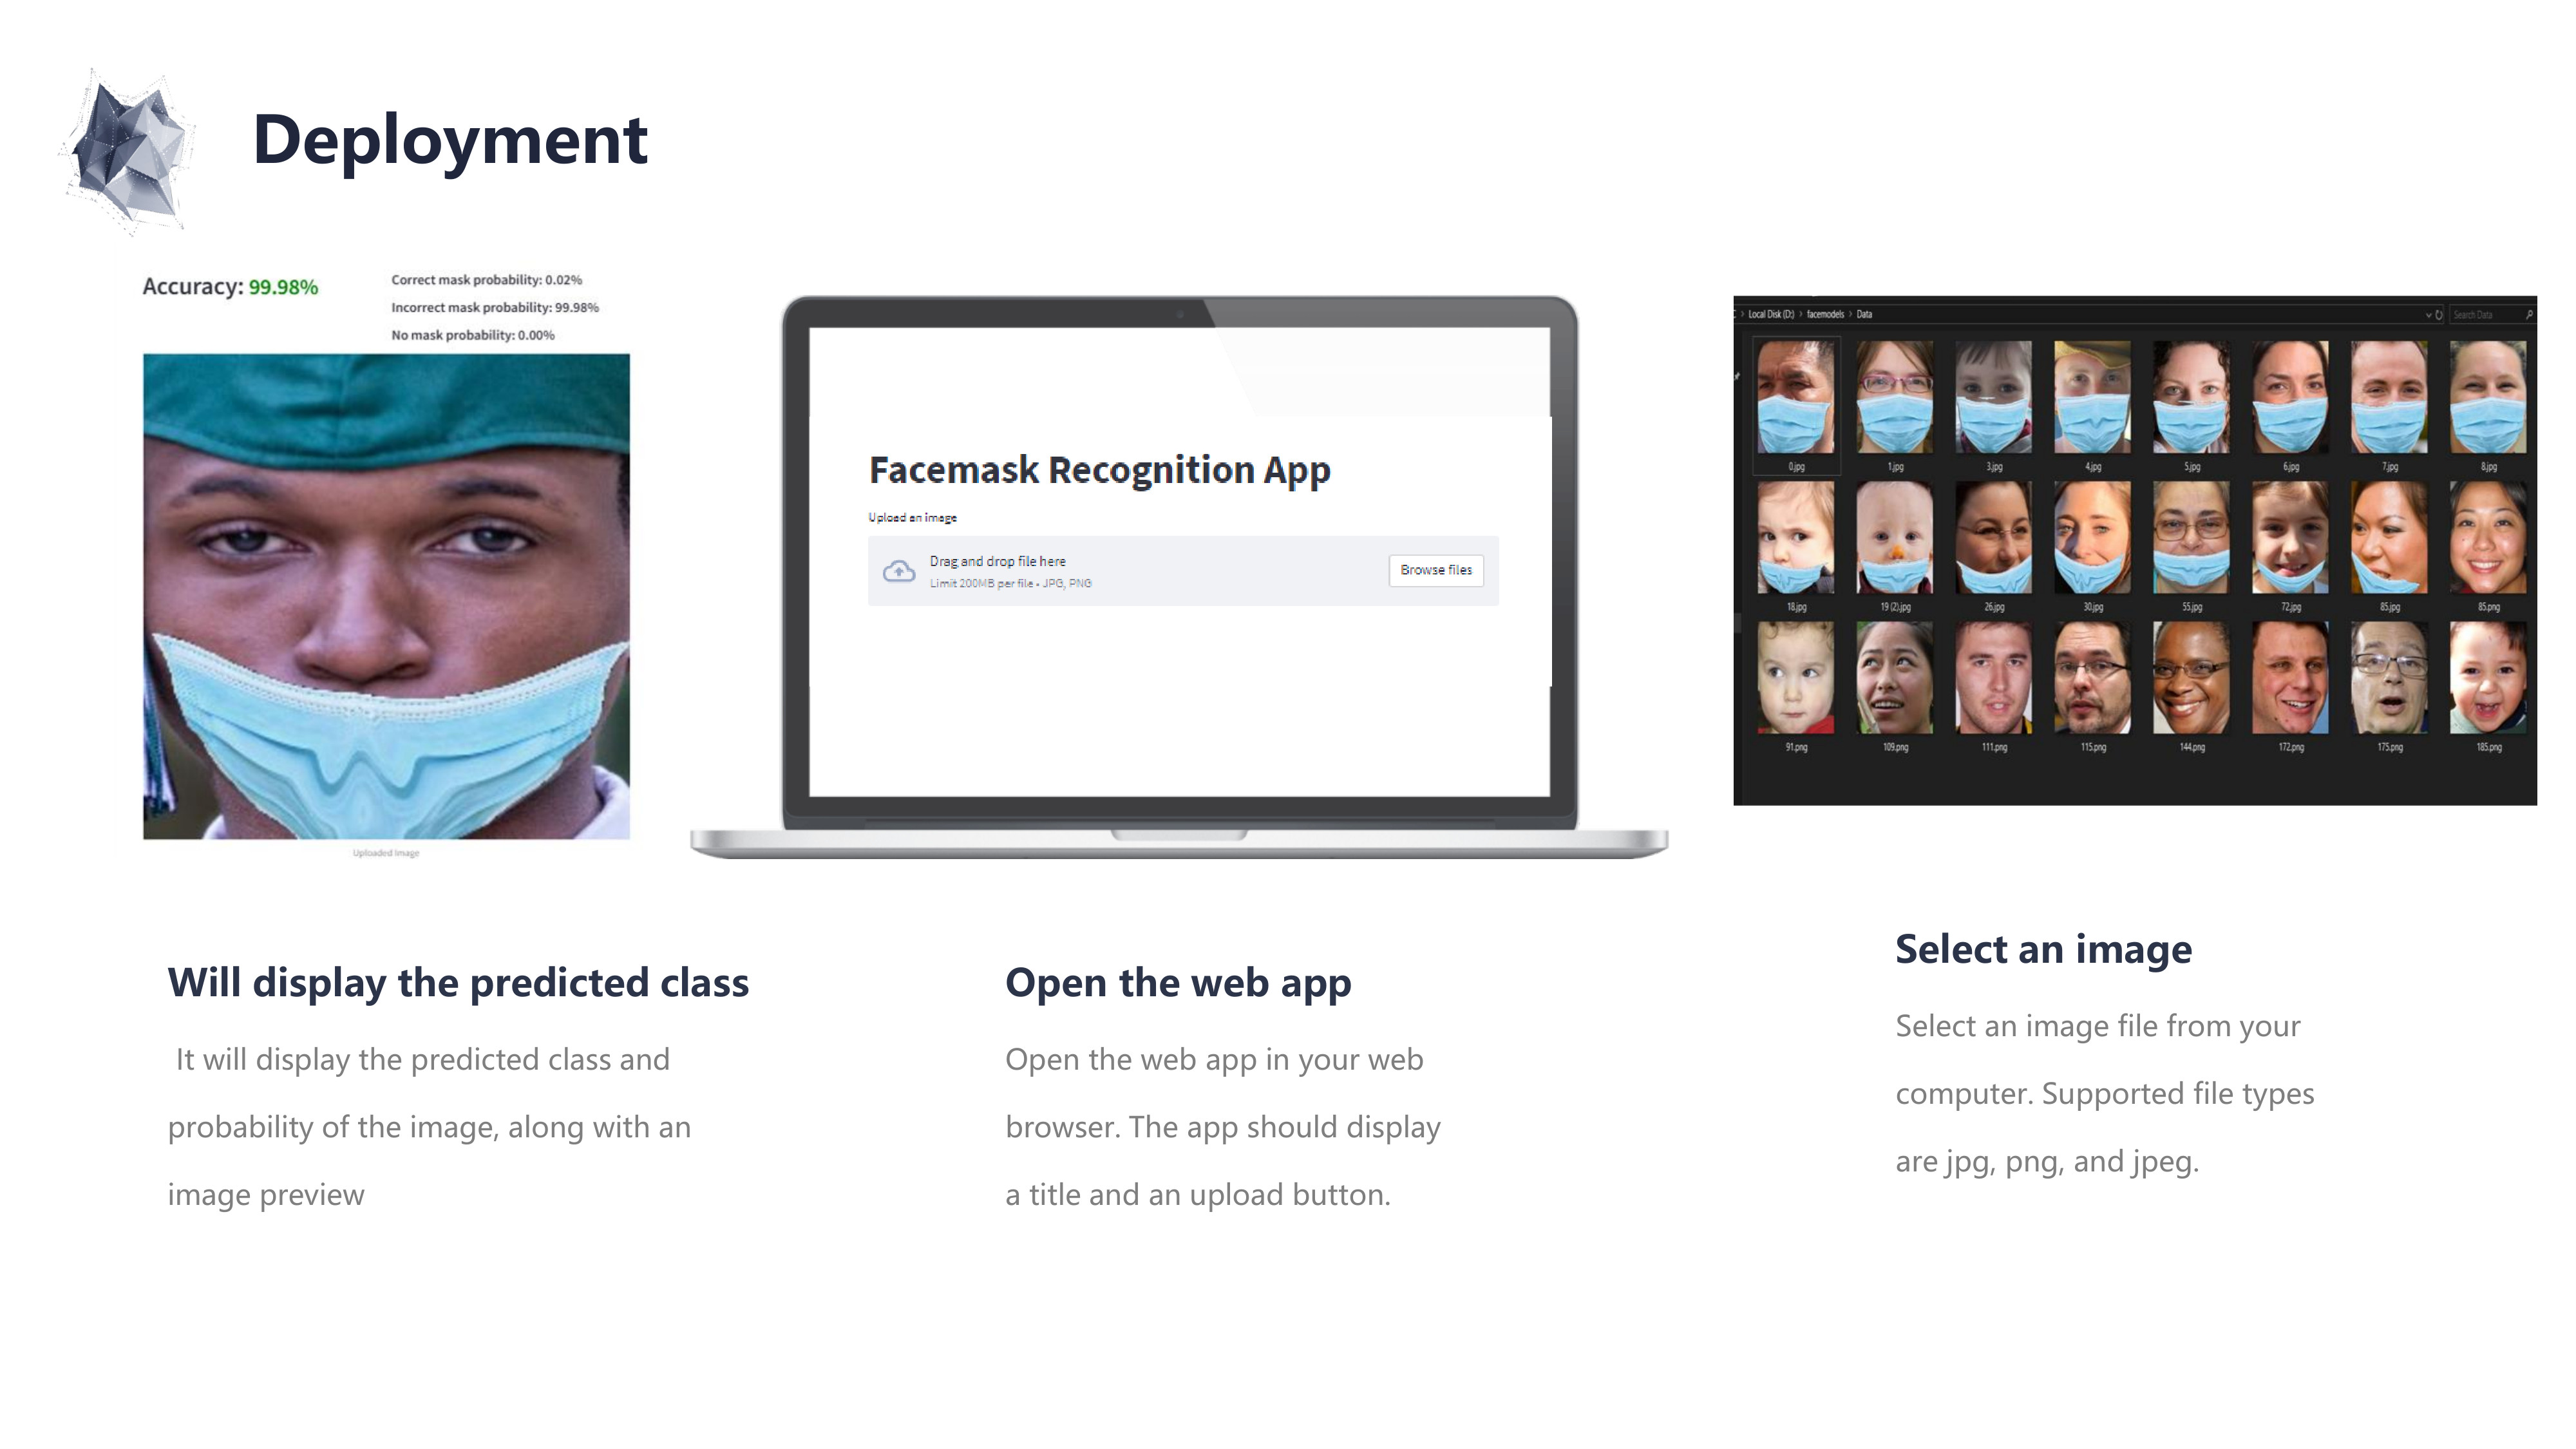 Deployment
Accuracy: 99.98%
Correct mask probability: 0.02%
Incorrect mask probability: 99.98%
No mask probability: 0.00%
Uploaded Image
Facemask Recognition App
Upload an image
Drag and drop file here
Limit 200MB per file • JPG, PNG
Browse files
Local Disk (D:) > facemodels > Data
Search Data
0.jpg 1.jpg 3.jpg 4.jpg 5.jpg 6.jpg 7.jpg 8.jpg
18.jpg 19 (2).jpg 26.jpg 30.jpg 55.jpg 72.jpg 85.jpg 85.png
91.png 109.png 111.png 115.png 144.png 172.png 175.png 185.png
Will display the predicted class
It will display the predicted class and
probability of the image, along with an
image preview
Open the web app
Open the web app in your web
browser. The app should display
a title and an upload button.
Select an image
Select an image file from your
computer. Supported file types
are jpg, png, and jpeg.